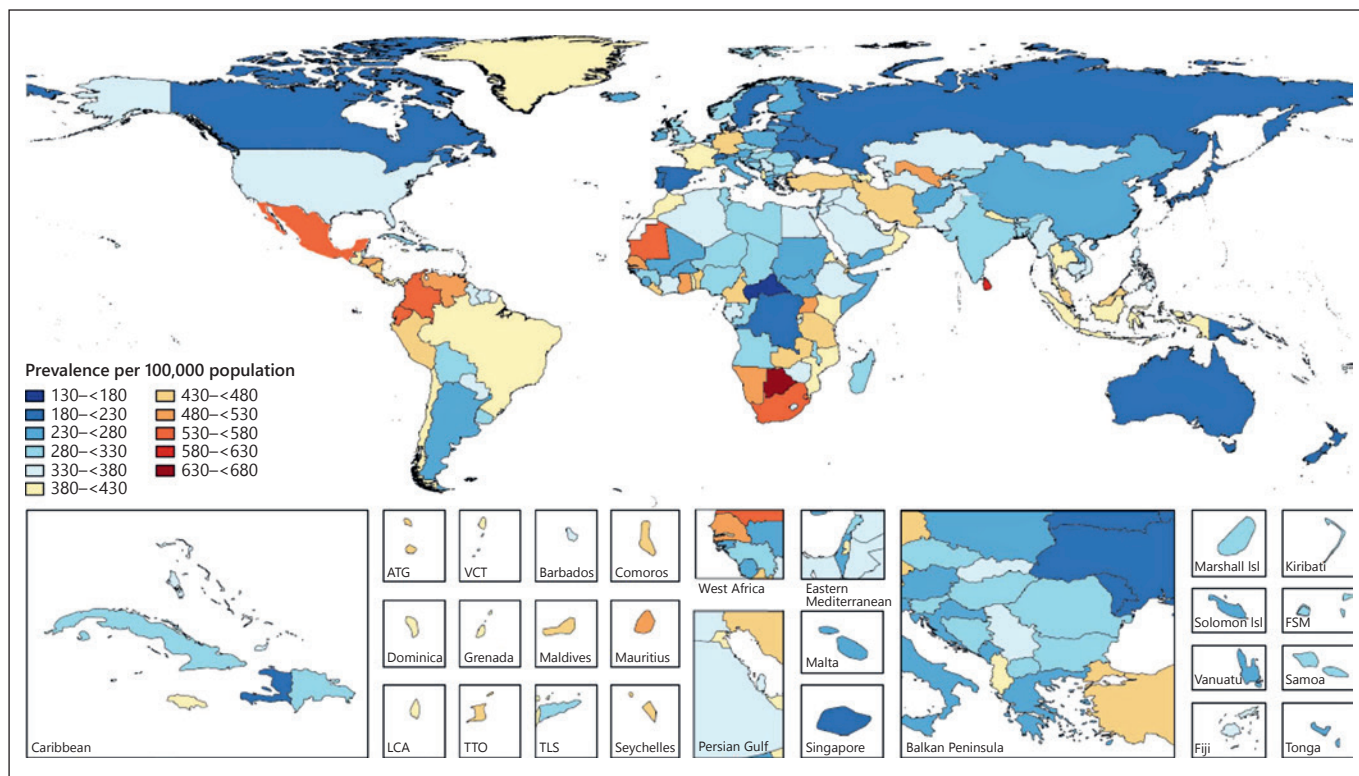 Prevalence per 100,000 population
130–<180
180–<230
230–<280
280–<330
330–<380
380–<430
430–<480
480–<530
530–<580
580–<630
630–<680
Caribbean
ATG
VCT
Barbados
Comoros
West Africa
Eastern
Mediterranean
Marshall Isl
Kiribati
Dominica
Grenada
Maldives
Mauritius
Malta
Solomon Isl
FSM
LCA
TTO
TLS
Seychelles
Persian Gulf
Singapore
Balkan Peninsula
Vanuatu
Samoa
Fiji
Tonga